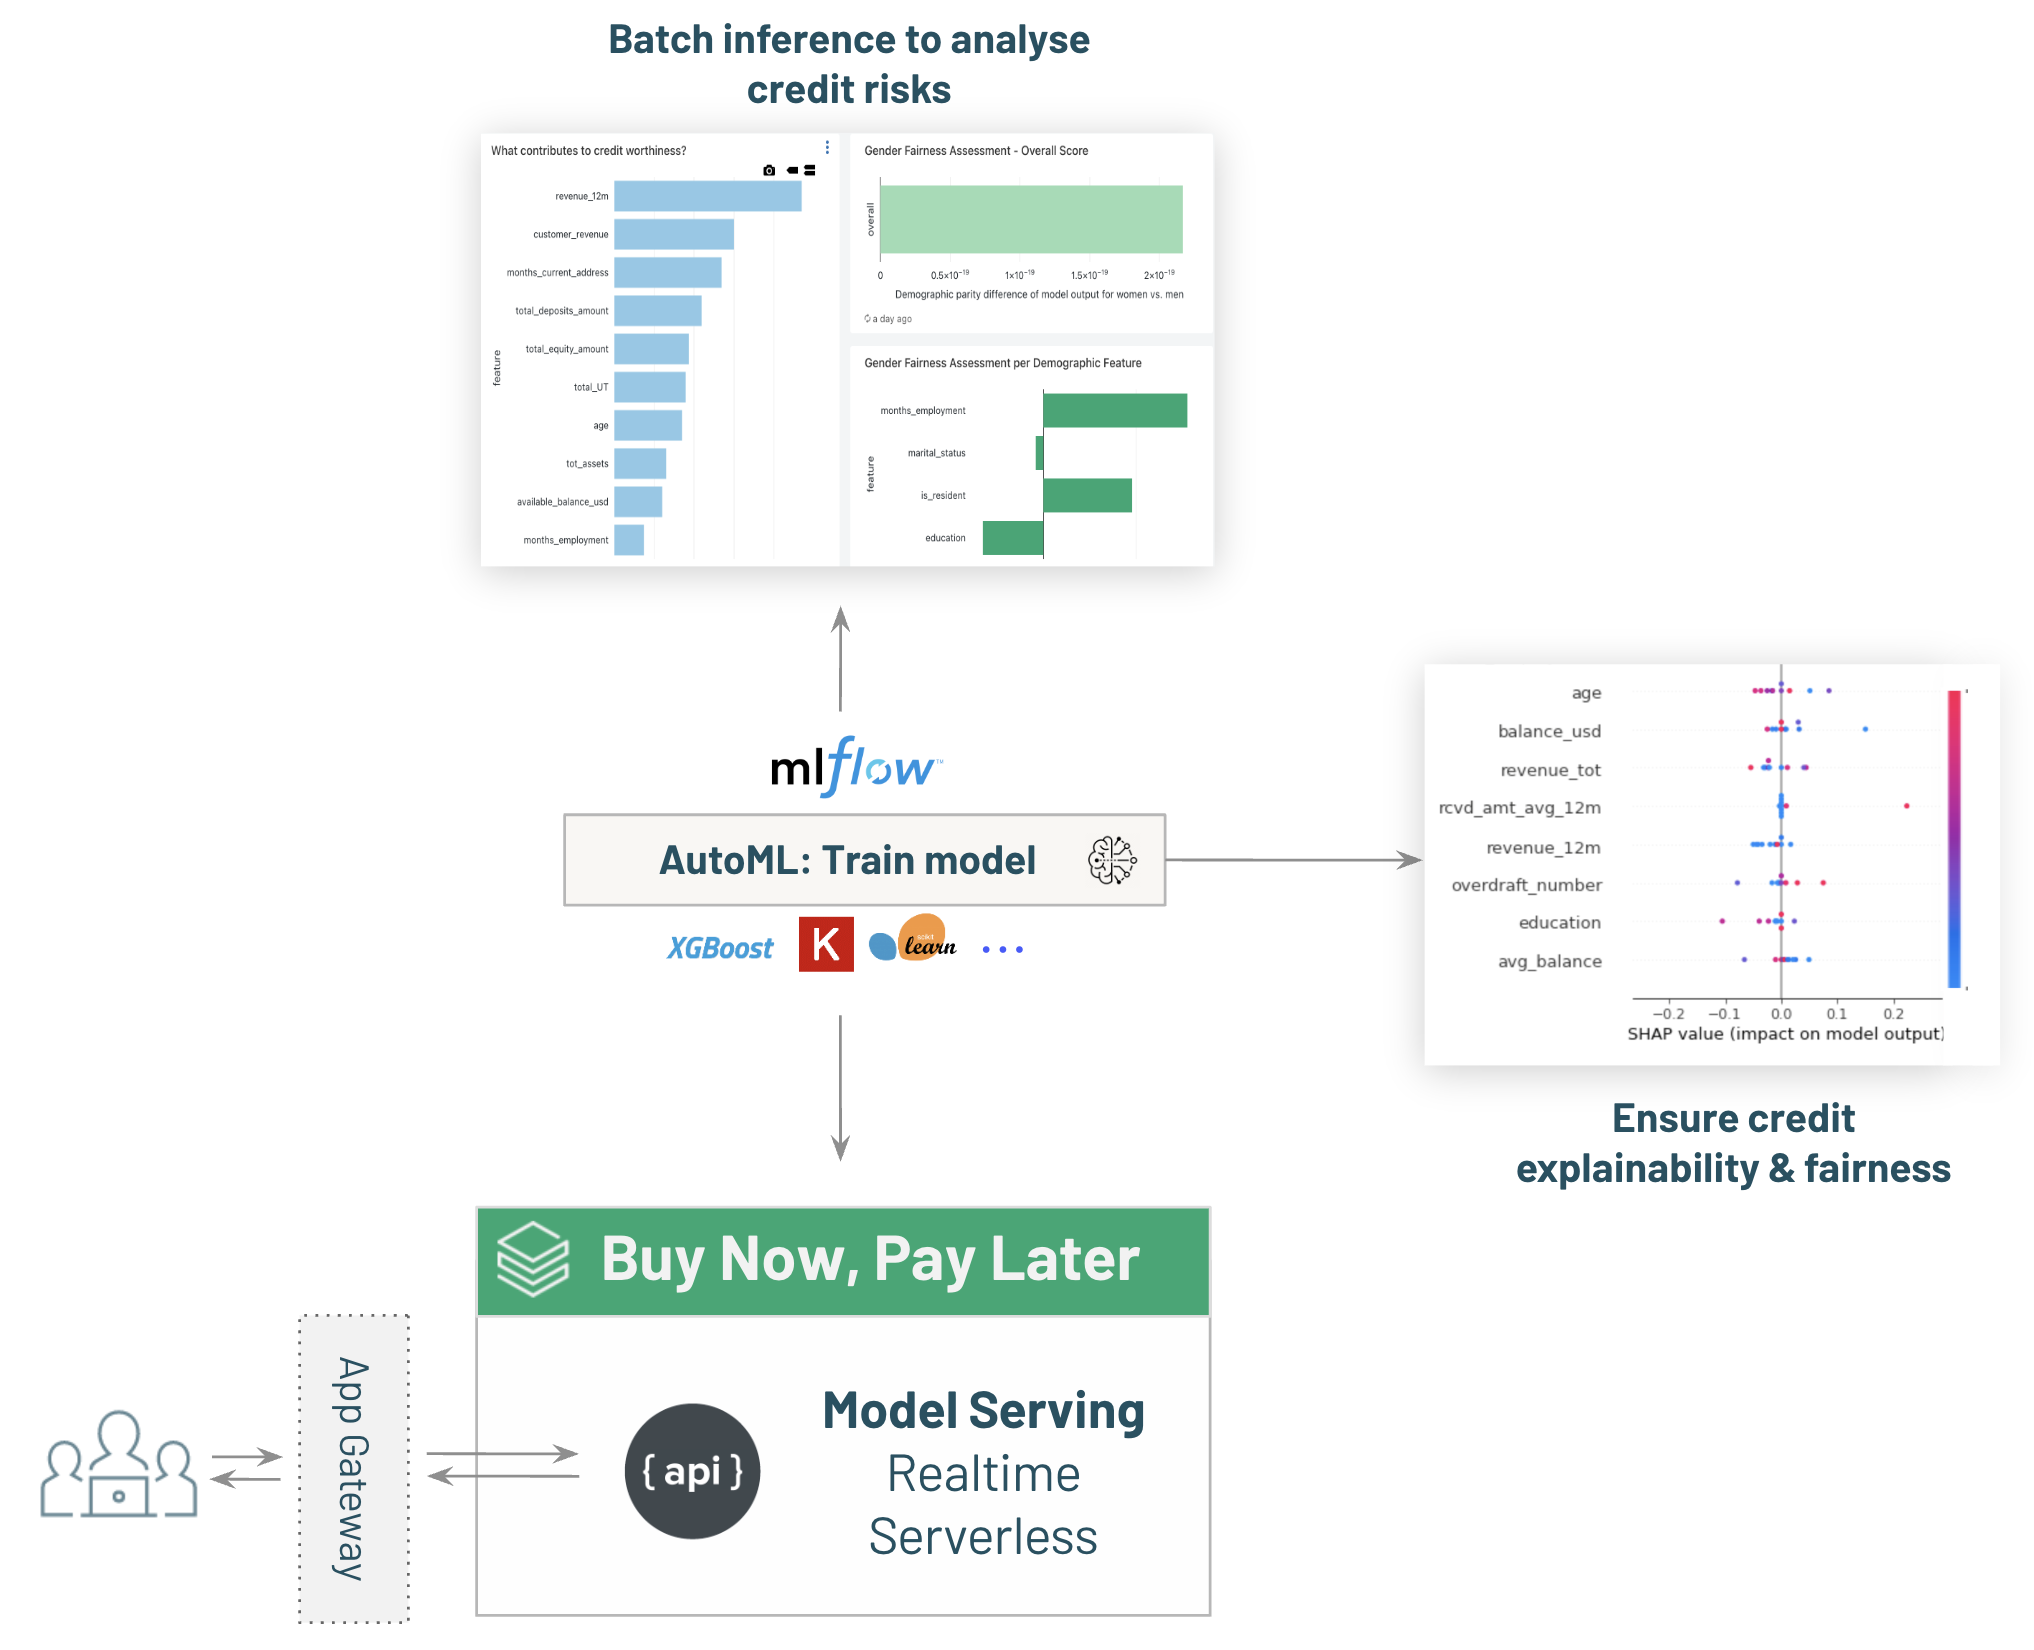 Batch inference to analyse
credit risks
What contributes to credit worthiness?
feature
revenue_12m
customer_revenue
months_current_address
total_deposits_amount
total_equity_amount
total_UT
age
tot_assets
available_balance_usd
months_employment
Gender Fairness Assessment - Overall Score
overall
0 0.5×10⁻¹⁹ 1×10⁻¹⁹ 1.5×10⁻¹⁹ 2×10⁻¹⁹
Demographic parity difference of model output for women vs. men
a day ago
Gender Fairness Assessment per Demographic Feature
feature
months_employment
marital_status
is_resident
education
mlflow™
AutoML: Train model
XGBoost
K
scikit
learn
age
balance_usd
revenue_tot
rcvd_amt_avg_12m
revenue_12m
overdraft_number
education
avg_balance
−0.2 −0.1 0.0 0.1 0.2
SHAP value (impact on model output)
Ensure credit
explainability & fairness
Buy Now, Pay Later
App Gateway
{ api }
Model Serving
Realtime
Serverless